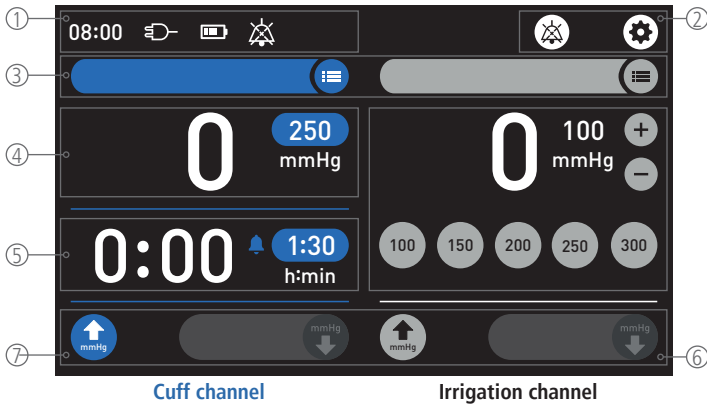 ① ②
08:00
③
④ 0 250 mmHg 0 100 mmHg + −
⑤ 0:00 1:30 h:min 100 150 200 250 300
mmHg mmHg mmHg mmHg
⑦ ⑥
Cuff channel Irrigation channel